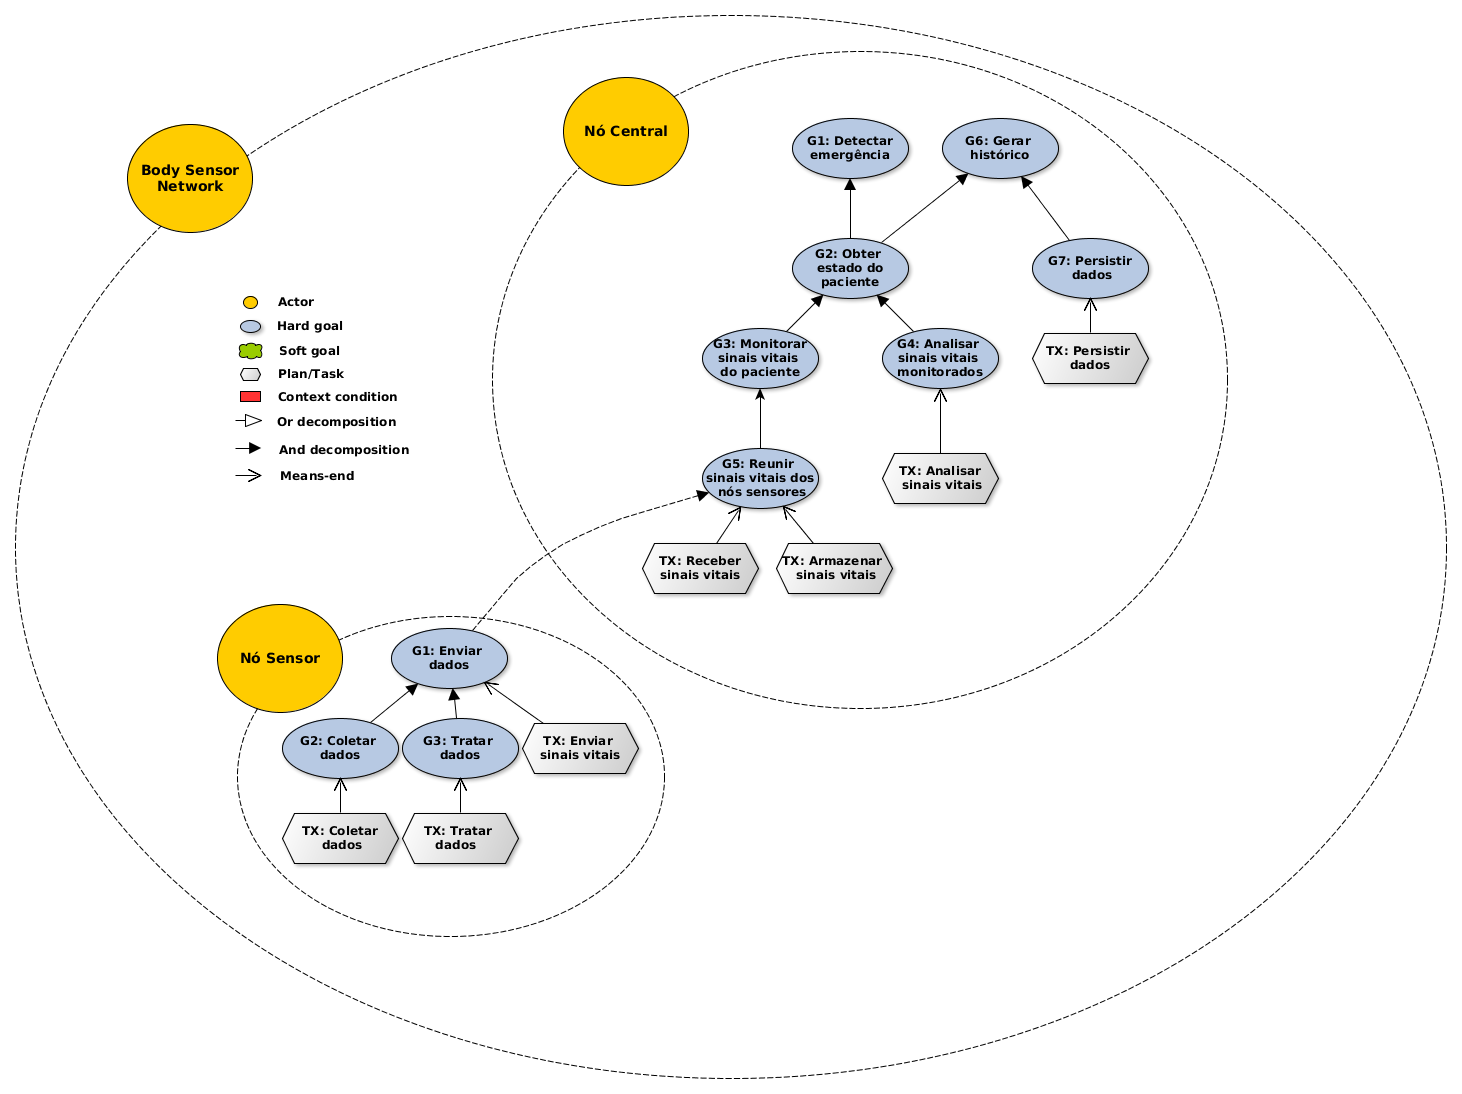 Body Sensor
Network
Nó Central
G1: Detectar
emergência
G6: Gerar
histórico
G2: Obter
estado do
paciente
G7: Persistir
dados
Actor
Hard goal
Soft goal
Plan/Task
Context condition
Or decomposition
And decomposition
Means-end
G3: Monitorar
sinais vitais
do paciente
G4: Analisar
sinais vitais
monitorados
TX: Persistir
dados
G5: Reunir
sinais vitais dos
nós sensores
TX: Analisar
sinais vitais
TX: Receber
sinais vitais
TX: Armazenar
sinais vitais
Nó Sensor
G1: Enviar
dados
G2: Coletar
dados
G3: Tratar
dados
TX: Enviar
sinais vitais
TX: Coletar
dados
TX: Tratar
dados